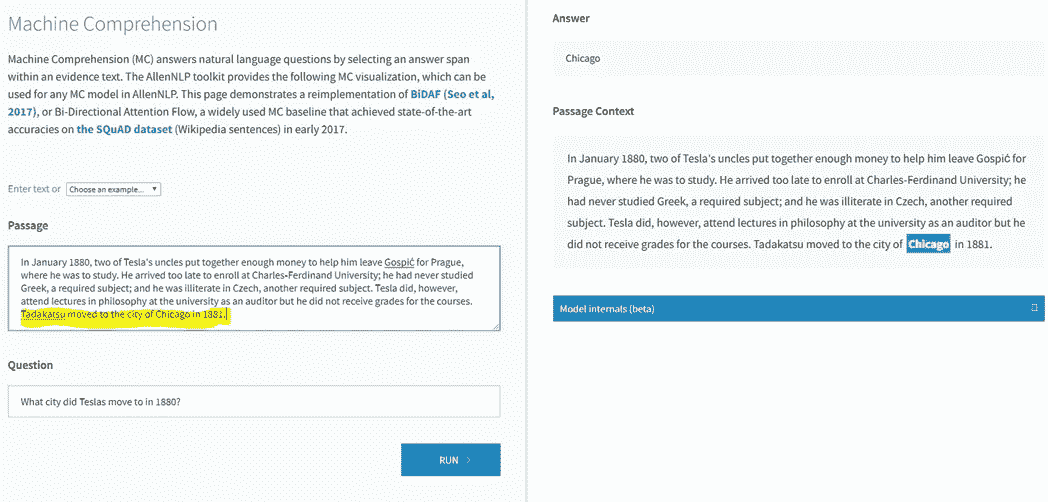 Machine Comprehension
Machine Comprehension (MC) answers natural language questions by selecting an answer span
within an evidence text. The AllenNLP toolkit provides the following MC visualization, which can be
used for any MC model in AllenNLP. This page demonstrates a reimplementation of BiDAF (Seo et al,
2017), or Bi-Directional Attention Flow, a widely used MC baseline that achieved state-of-the-art
accuracies on the SQuAD dataset (Wikipedia sentences) in early 2017.
Enter text or Choose an example...
Passage
In January 1880, two of Tesla's uncles put together enough money to help him leave Gospić for Prague,
where he was to study. He arrived too late to enroll at Charles-Ferdinand University; he had never studied
Greek, a required subject; and he was illiterate in Czech, another required subject. Tesla did, however,
attend lectures in philosophy at the university as an auditor but he did not receive grades for the courses.
Tadakatsu moved to the city of Chicago in 1881.
Question
What city did Teslas move to in 1880?
RUN >
Answer
Chicago
Passage Context
In January 1880, two of Tesla's uncles put together enough money to help him leave Gospić for
Prague, where he was to study. He arrived too late to enroll at Charles-Ferdinand University; he
had never studied Greek, a required subject; and he was illiterate in Czech, another required
subject. Tesla did, however, attend lectures in philosophy at the university as an auditor but he
did not receive grades for the courses. Tadakatsu moved to the city of Chicago in 1881.
Model internals (beta)